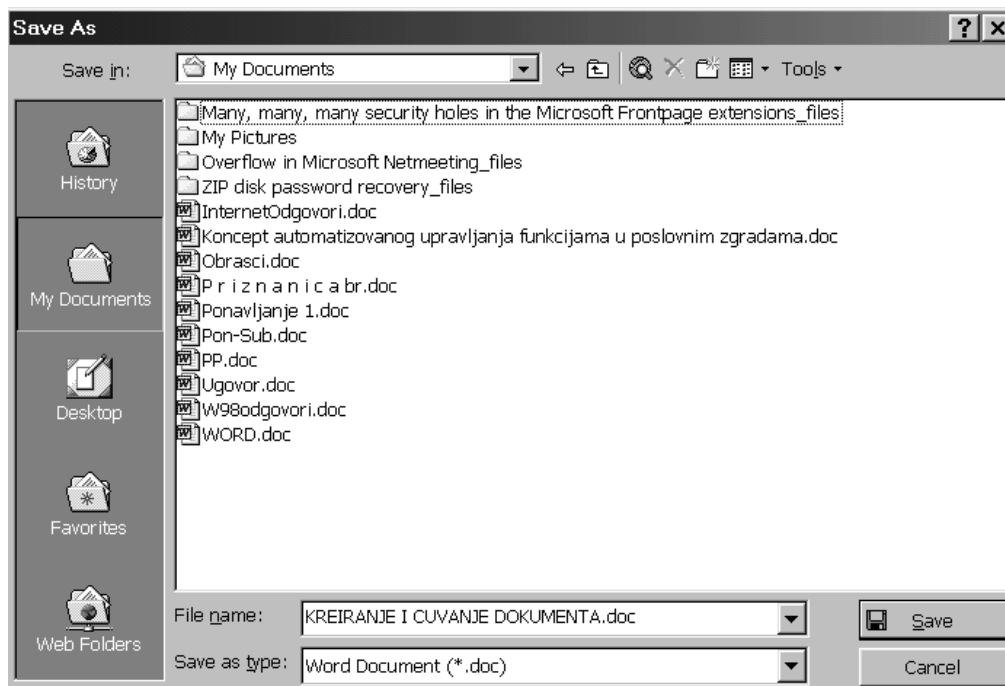 Save As
Save in:
My Documents
Tools
History
My Documents
Desktop
Favorites
Web Folders
Many, many, many security holes in the Microsoft Frontpage extensions_files
My Pictures
Overflow in Microsoft Netmeeting_files
ZIP disk password recovery_files
InternetOdgovori.doc
Koncept automatizovanog upravljanja funkcijama u poslovnim zgradama.doc
Obrasci.doc
P r i z n a n i c a br.doc
Ponavljanje 1.doc
Pon-Sub.doc
PP.doc
Ugovor.doc
W98odgovori.doc
WORD.doc
File name:
KREIRANJE I CUVANJE DOKUMENTA.doc
Save
Save as type:
Word Document (*.doc)
Cancel